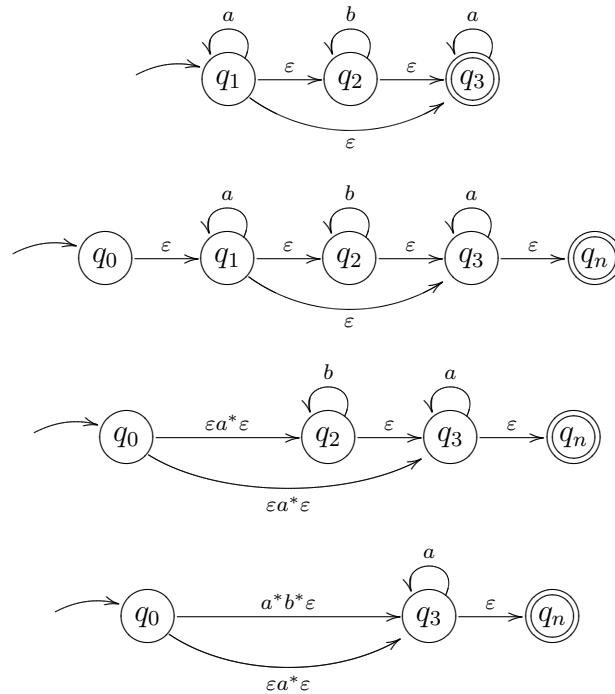 a b a
q1 ε q2 ε q3
ε
a b a
q0 ε q1 ε q2 ε q3 ε qn
ε
b a
q0 εa*ε q2 ε q3 ε qn
εa*ε
a
q0 a*b*ε q3 ε qn
εa*ε